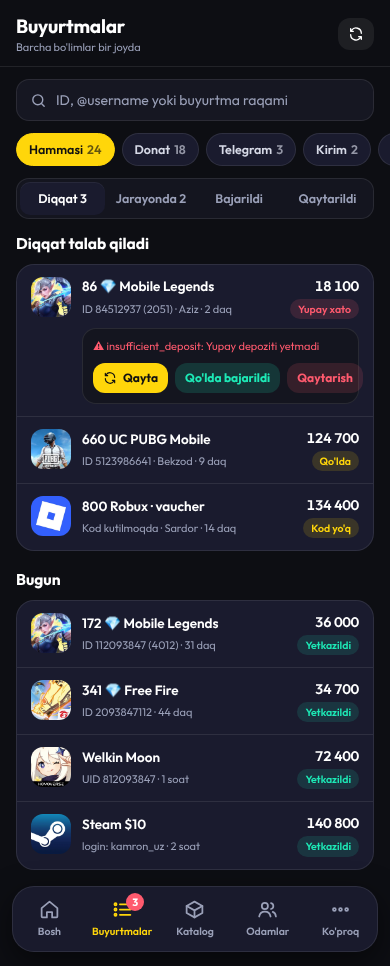 Buyurtmalar
Barcha bo'limlar bir joyda
ID, @username yoki buyurtma raqami
Hammasi 24 Donat 18 Telegram 3 Kirim 2
Diqqat 3 Jarayonda 2 Bajarildi Qaytarildi
Diqqat talab qiladi
86 💎 Mobile Legends 18 100
ID 84512937 (2051) · Aziz · 2 daq Yupay xato
⚠ insufficient_deposit: Yupay depoziti yetmadi
Qayta Qo'lda bajarildi Qaytarish
660 UC PUBG Mobile 124 700
ID 5123986641 · Bekzod · 9 daq Qo'lda
800 Robux · vaucher 134 400
Kod kutilmoqda · Sardor · 14 daq Kod yo'q
Bugun
172 💎 Mobile Legends 36 000
ID 112093847 (4012) · 31 daq Yetkazildi
341 💎 Free Fire 34 700
ID 2093847112 · 44 daq Yetkazildi
Welkin Moon 72 400
UID 812093847 · 1 soat Yetkazildi
Steam $10 140 800
login: kamron_uz · 2 soat Yetkazildi
3
Bosh Buyurtmalar Katalog Odamlar Ko'proq